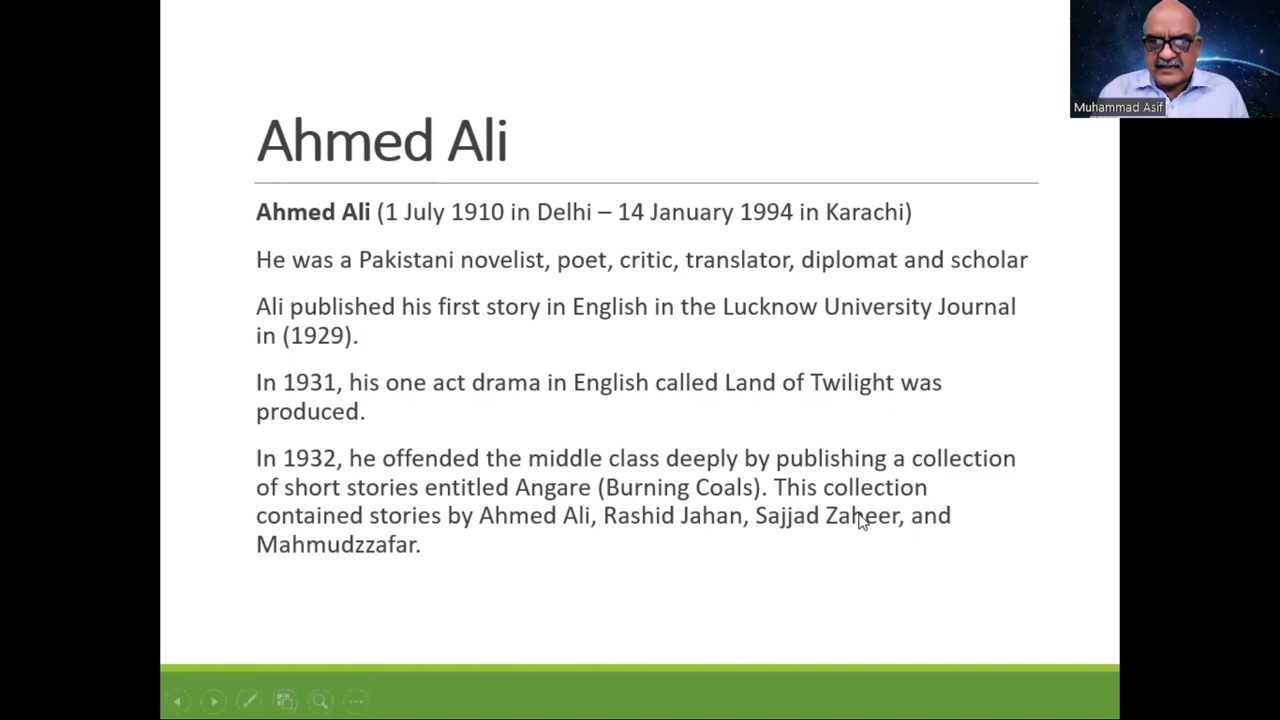 Ahmed Ali
Ahmed Ali (1 July 1910 in Delhi – 14 January 1994 in Karachi)
He was a Pakistani novelist, poet, critic, translator, diplomat and scholar
Ali published his first story in English in the Lucknow University Journal
in (1929).
In 1931, his one act drama in English called Land of Twilight was
produced.
In 1932, he offended the middle class deeply by publishing a collection
of short stories entitled Angare (Burning Coals). This collection
contained stories by Ahmed Ali, Rashid Jahan, Sajjad Zaheer, and
Mahmudzzafar.
Muhammad Asif